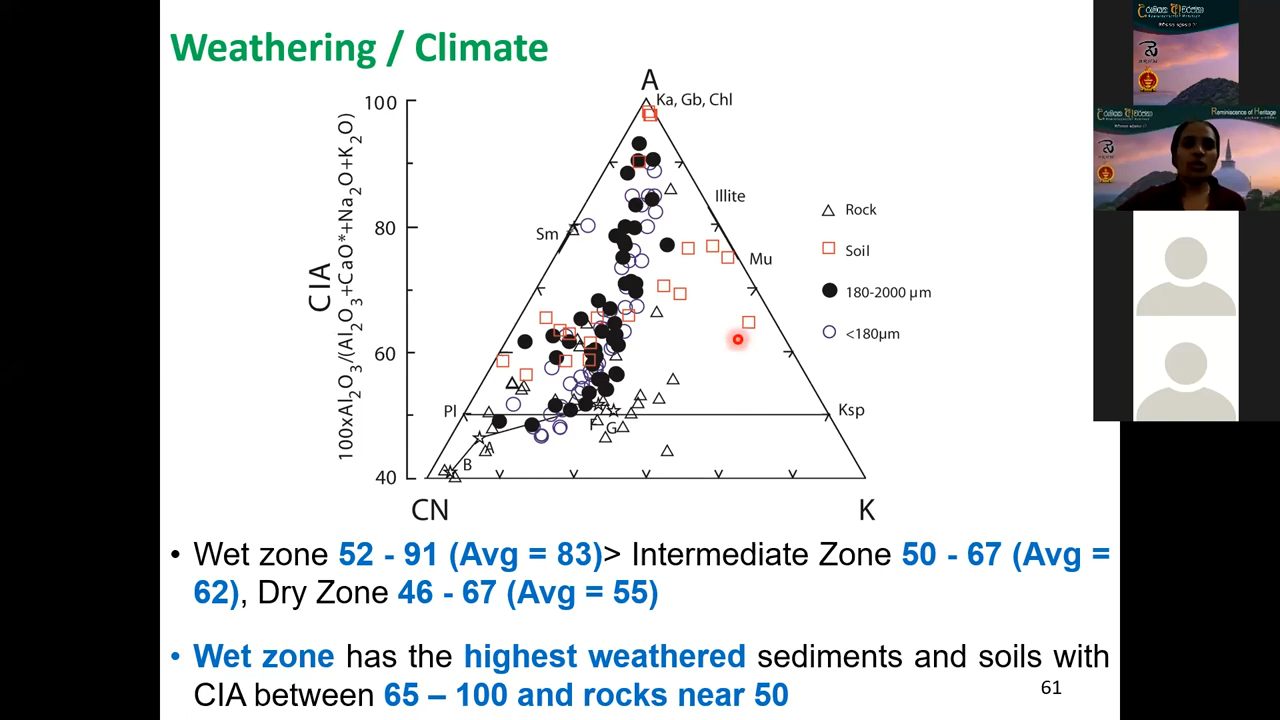 Weathering / Climate
A
100
Ka, Gb, Chl
Illite
80
Sm
Rock
Soil
Mu
180-2000 µm
<180µm
CIA
100xAl2O3/(Al2O3+CaO*+Na2O+K2O)
60
Pl
Ksp
F
G
A
B
40
CN
K
• Wet zone 52 - 91 (Avg = 83)> Intermediate Zone 50 - 67 (Avg =
62), Dry Zone 46 - 67 (Avg = 55)
• Wet zone has the highest weathered sediments and soils with
CIA between 65 – 100 and rocks near 50
61
Reminiscence of Heritage